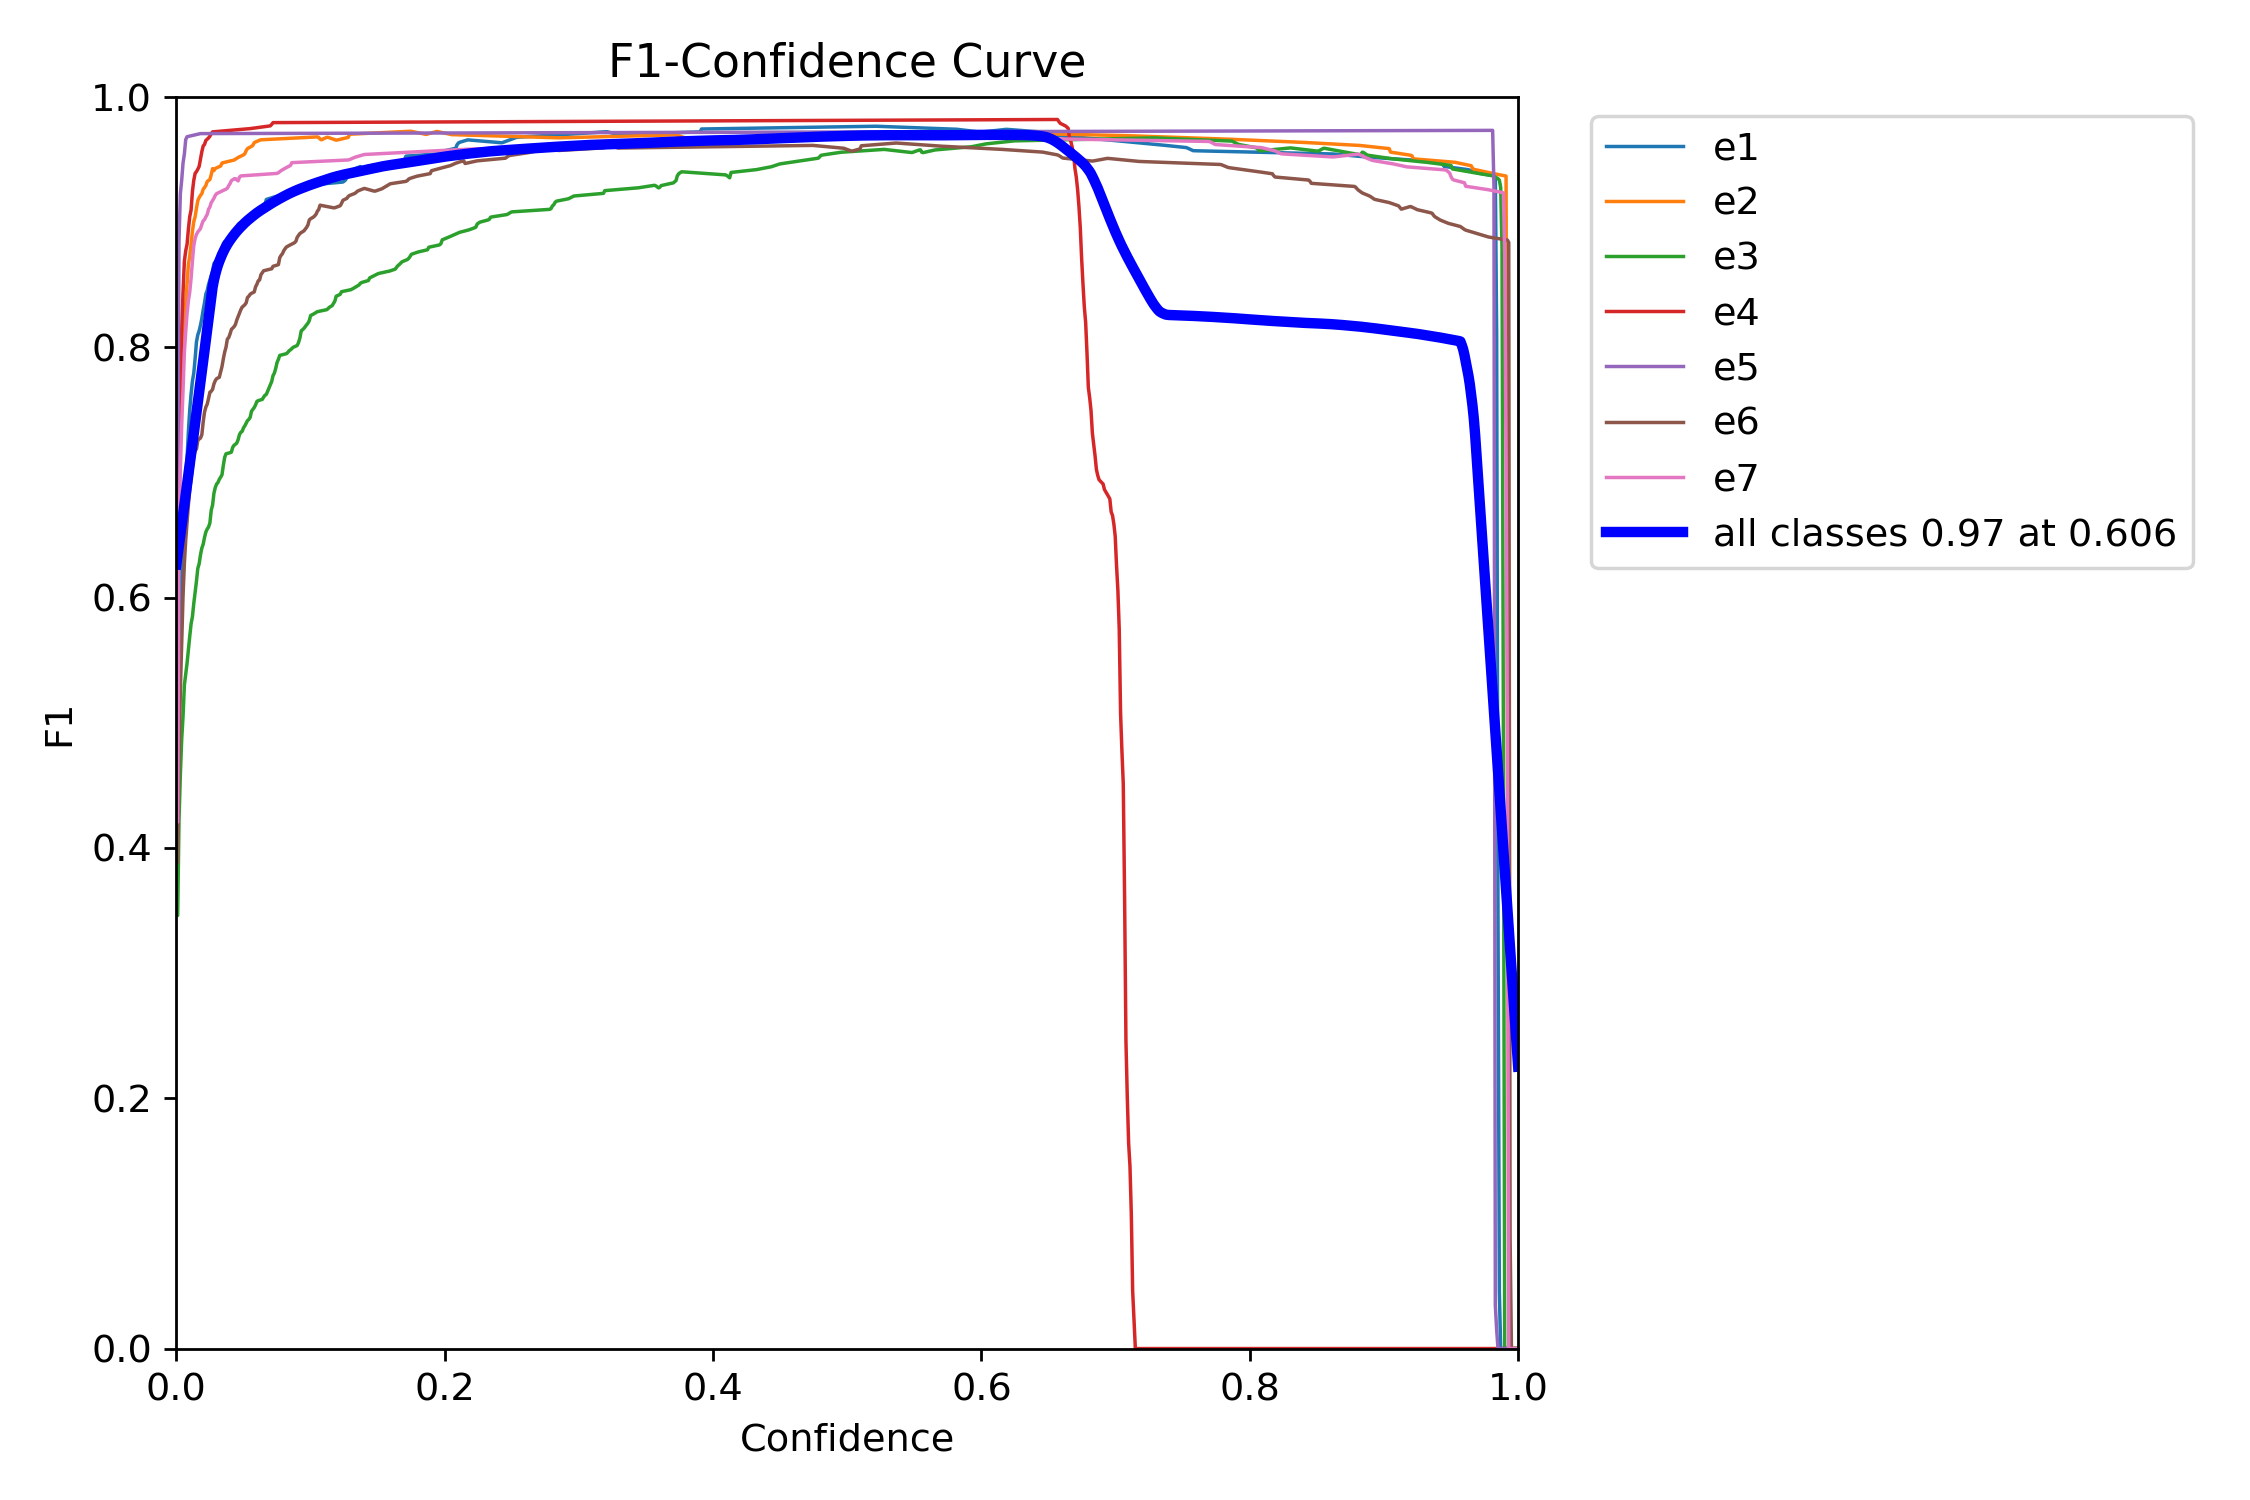 F1-Confidence Curve
1.0
0.8
0.6
0.4
0.2
0.0
F1
0.0 0.2 0.4 0.6 0.8 1.0
Confidence
e1
e2
e3
e4
e5
e6
e7
all classes 0.97 at 0.606